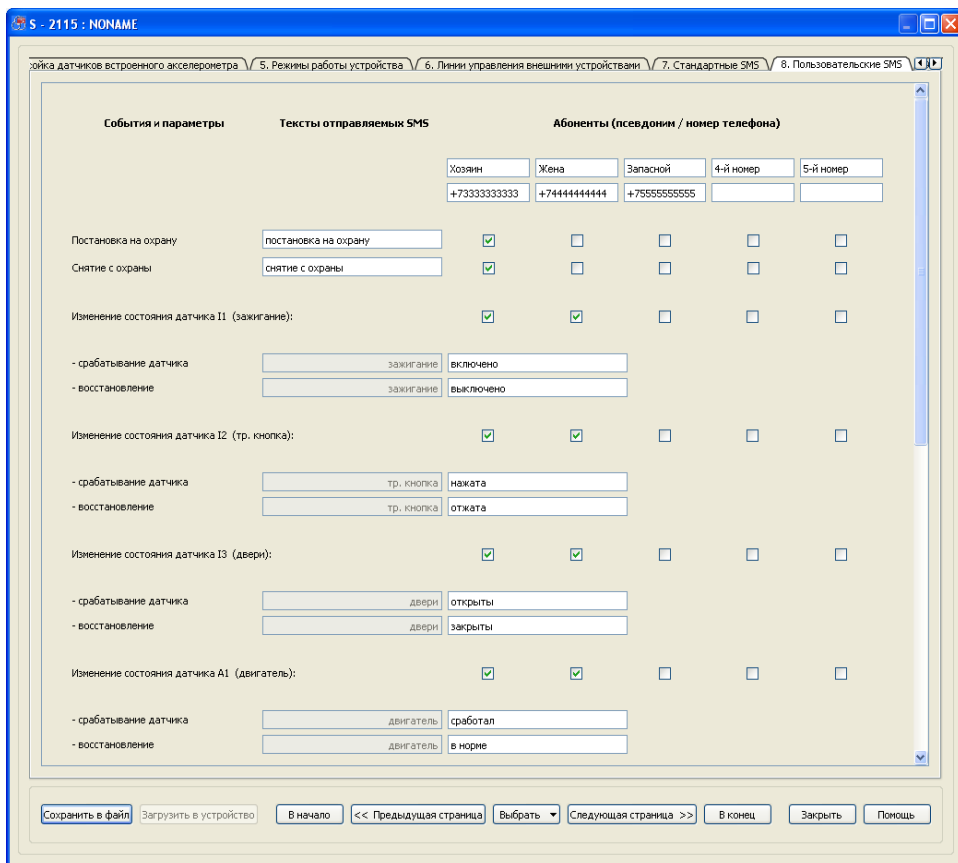 S - 2115 : NONAME
ойка датчиков встроенного акселерометра 5. Режимы работы устройства 6. Линии управления внешними устройствами 7. Стандартные SMS 8. Пользовательские SMS
События и параметры Тексты отправляемых SMS Абоненты (псевдоним / номер телефона)
Хозяин Жена Запасной 4-й номер 5-й номер
+73333333333 +74444444444 +75555555555
Постановка на охрану постановка на охрану
Снятие с охраны снятие с охраны
Изменение состояния датчика I1 (зажигание):
- срабатывание датчика зажигание включено
- восстановление зажигание выключено
Изменение состояния датчика I2 (тр. кнопка):
- срабатывание датчика тр. кнопка нажата
- восстановление тр. кнопка отжата
Изменение состояния датчика I3 (двери):
- срабатывание датчика двери открыты
- восстановление двери закрыты
Изменение состояния датчика A1 (двигатель):
- срабатывание датчика двигатель сработал
- восстановление двигатель в норме
Сохранить в файл Загрузить в устройство В начало << Предыдущая страница Выбрать Следующая страница >> В конец Закрыть Помощь